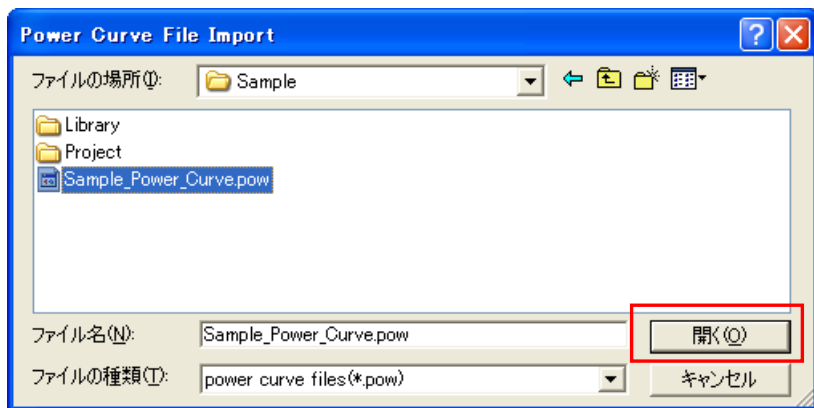 Power Curve File Import
ファイルの場所(I):
Sample
Library
Project
Sample_Power_Curve.pow
ファイル名(N):
Sample_Power_Curve.pow
開く(O)
ファイルの種類(T):
power curve files(*.pow)
キャンセル